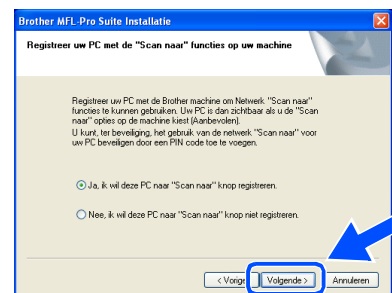 Brother MFL-Pro Suite Installatie
Registreer uw PC met de "Scan naar" functies op uw machine
Registreer uw PC met de Brother machine om Netwerk "Scan naar"
functies te kunnen gebruiken. Uw PC is dan zichtbaar als u de "Scan
naar" opties op de machine kiest (Aanbevolen).
U kunt, ter beveiliging, het gebruik van de netwerk "Scan naar" voor
uw PC beveiligen door een PIN code toe te voegen.
Ja, ik wil deze PC naar "Scan naar" knop registreren.
Nee, ik wil deze PC naar "Scan naar" knop niet registreren.
< Vorige Volgende > Annuleren